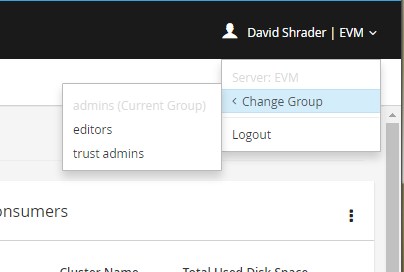 David Shrader | EVM
Server: EVM
< Change Group
Logout
admins (Current Group)
editors
trust admins
onsumers
Cluster Name Total Used Disk Space